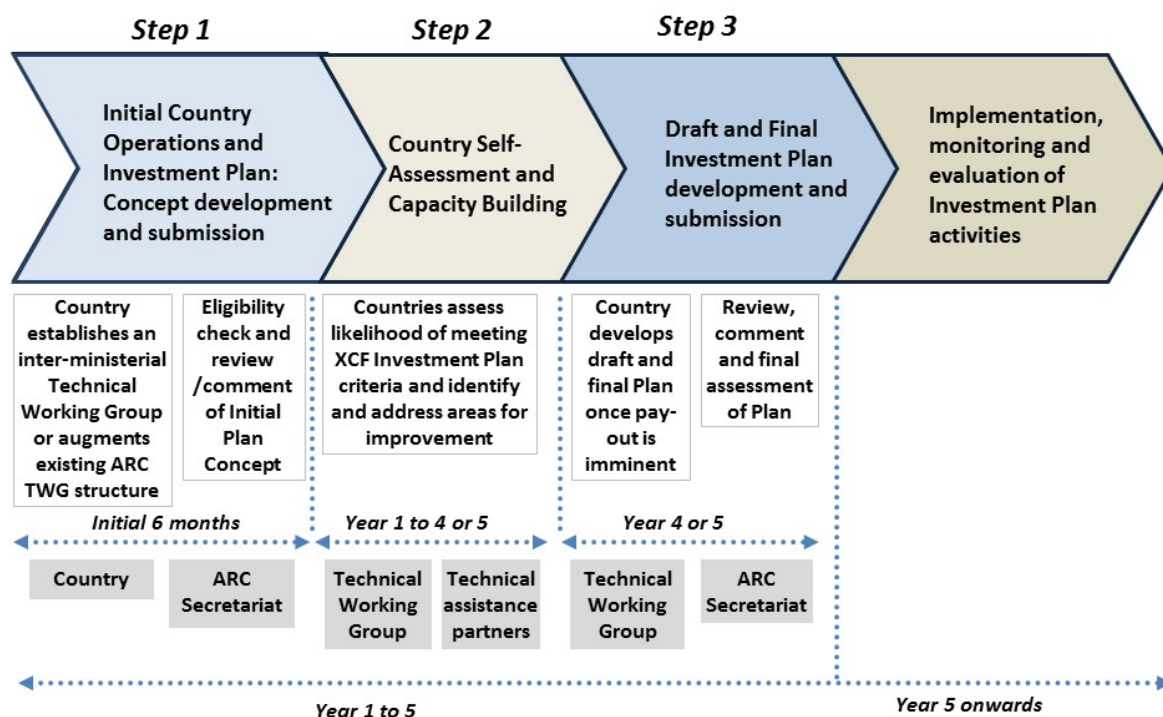 Step 1
Step 2
Step 3
Initial Country
Operations and
Investment Plan:
Concept development
and submission
Country Self-
Assessment and
Capacity Building
Draft and Final
Investment Plan
development and
submission
Implementation,
monitoring and
evaluation of
Investment Plan
activities
Country
establishes an
inter-ministerial
Technical
Working Group
or augments
existing ARC
TWG structure
Eligibility
check and
review
/comment
of Initial
Plan
Concept
Countries assess
likelihood of meeting
XCF Investment Plan
criteria and identify
and address areas for
improvement
Country
develops
draft and
final Plan
once pay-
out is
imminent
Review,
comment
and final
assessment
of Plan
Initial 6 months
Year 1 to 4 or 5
Year 4 or 5
Country
ARC
Secretariat
Technical
Working
Group
Technical
assistance
partners
Technical
Working
Group
ARC
Secretariat
Year 1 to 5
Year 5 onwards